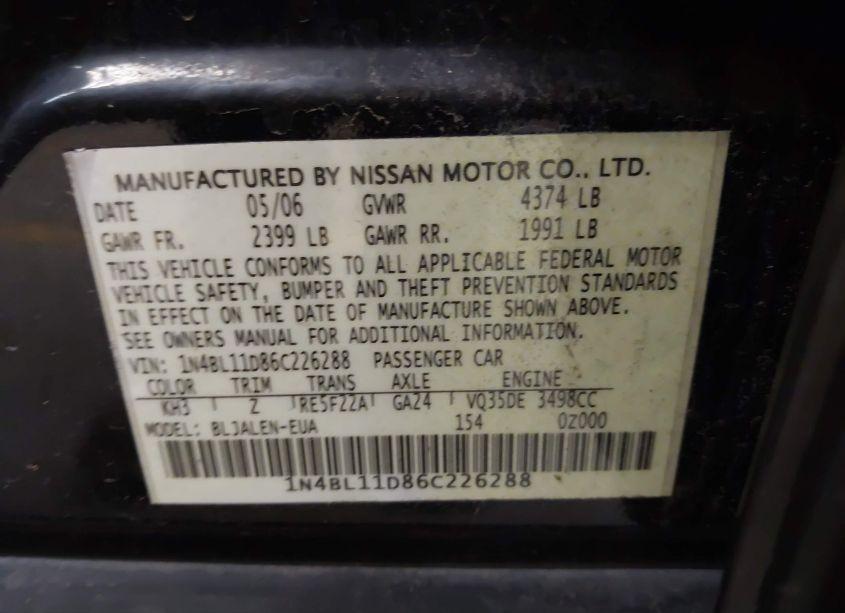 MANUFACTURED BY NISSAN MOTOR CO., LTD.
DATE 05/06 GVWR 4374 LB
GAWR FR. 2399 LB GAWR RR. 1991 LB
THIS VEHICLE CONFORMS TO ALL APPLICABLE FEDERAL MOTOR
VEHICLE SAFETY, BUMPER AND THEFT PREVENTION STANDARDS
IN EFFECT ON THE DATE OF MANUFACTURE SHOWN ABOVE.
SEE OWNERS MANUAL FOR ADDITIONAL INFORMATION.
VIN: 1N4BL11D86C226288 PASSENGER CAR
COLOR TRIM TRANS AXLE ENGINE
KH3 Z RE5F22A GA24 VQ35DE 3498CC
MODEL: BLJALEN-EUA 154 0Z000
1N4BL11D86C226288